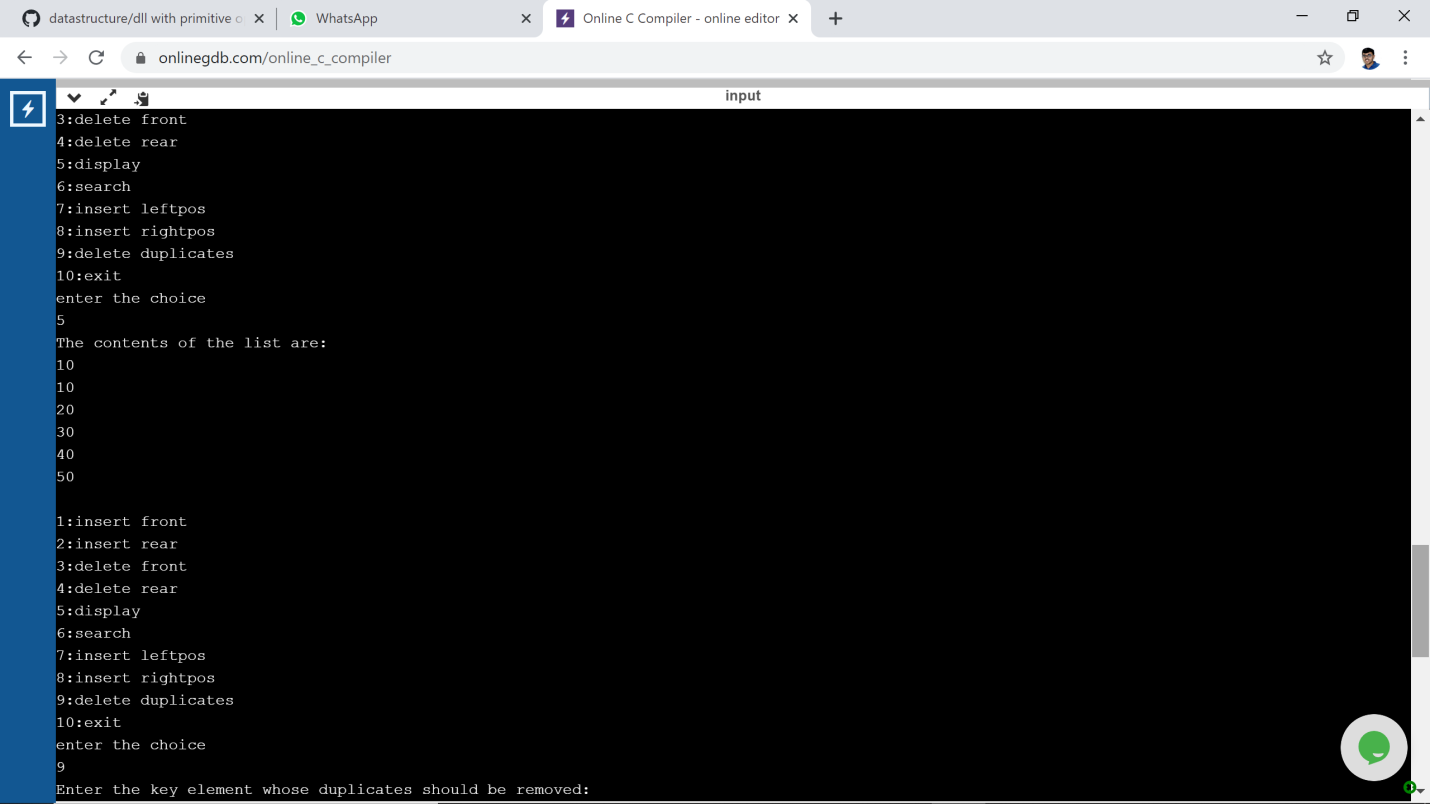 datastructure/dll with primitive o
WhatsApp
Online C Compiler - online editor
onlinegdb.com/online_c_compiler
input
3:delete front
4:delete rear
5:display
6:search
7:insert leftpos
8:insert rightpos
9:delete duplicates
10:exit
enter the choice
5
The contents of the list are:
10
10
20
30
40
50
1:insert front
2:insert rear
3:delete front
4:delete rear
5:display
6:search
7:insert leftpos
8:insert rightpos
9:delete duplicates
10:exit
enter the choice
9
Enter the key element whose duplicates should be removed: